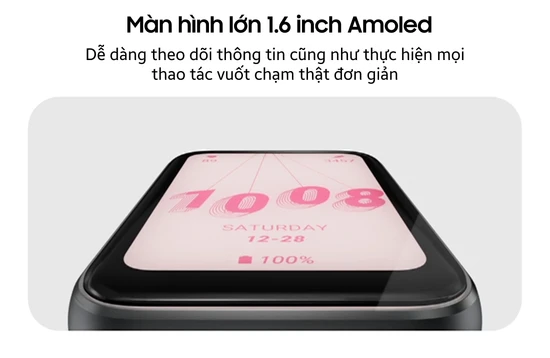 Màn hình lớn 1.6 inch Amoled
Dễ dàng theo dõi thông tin cũng như thực hiện mọi
thao tác vuốt chạm thật đơn giản
1008
SATURDAY
12-28
100%